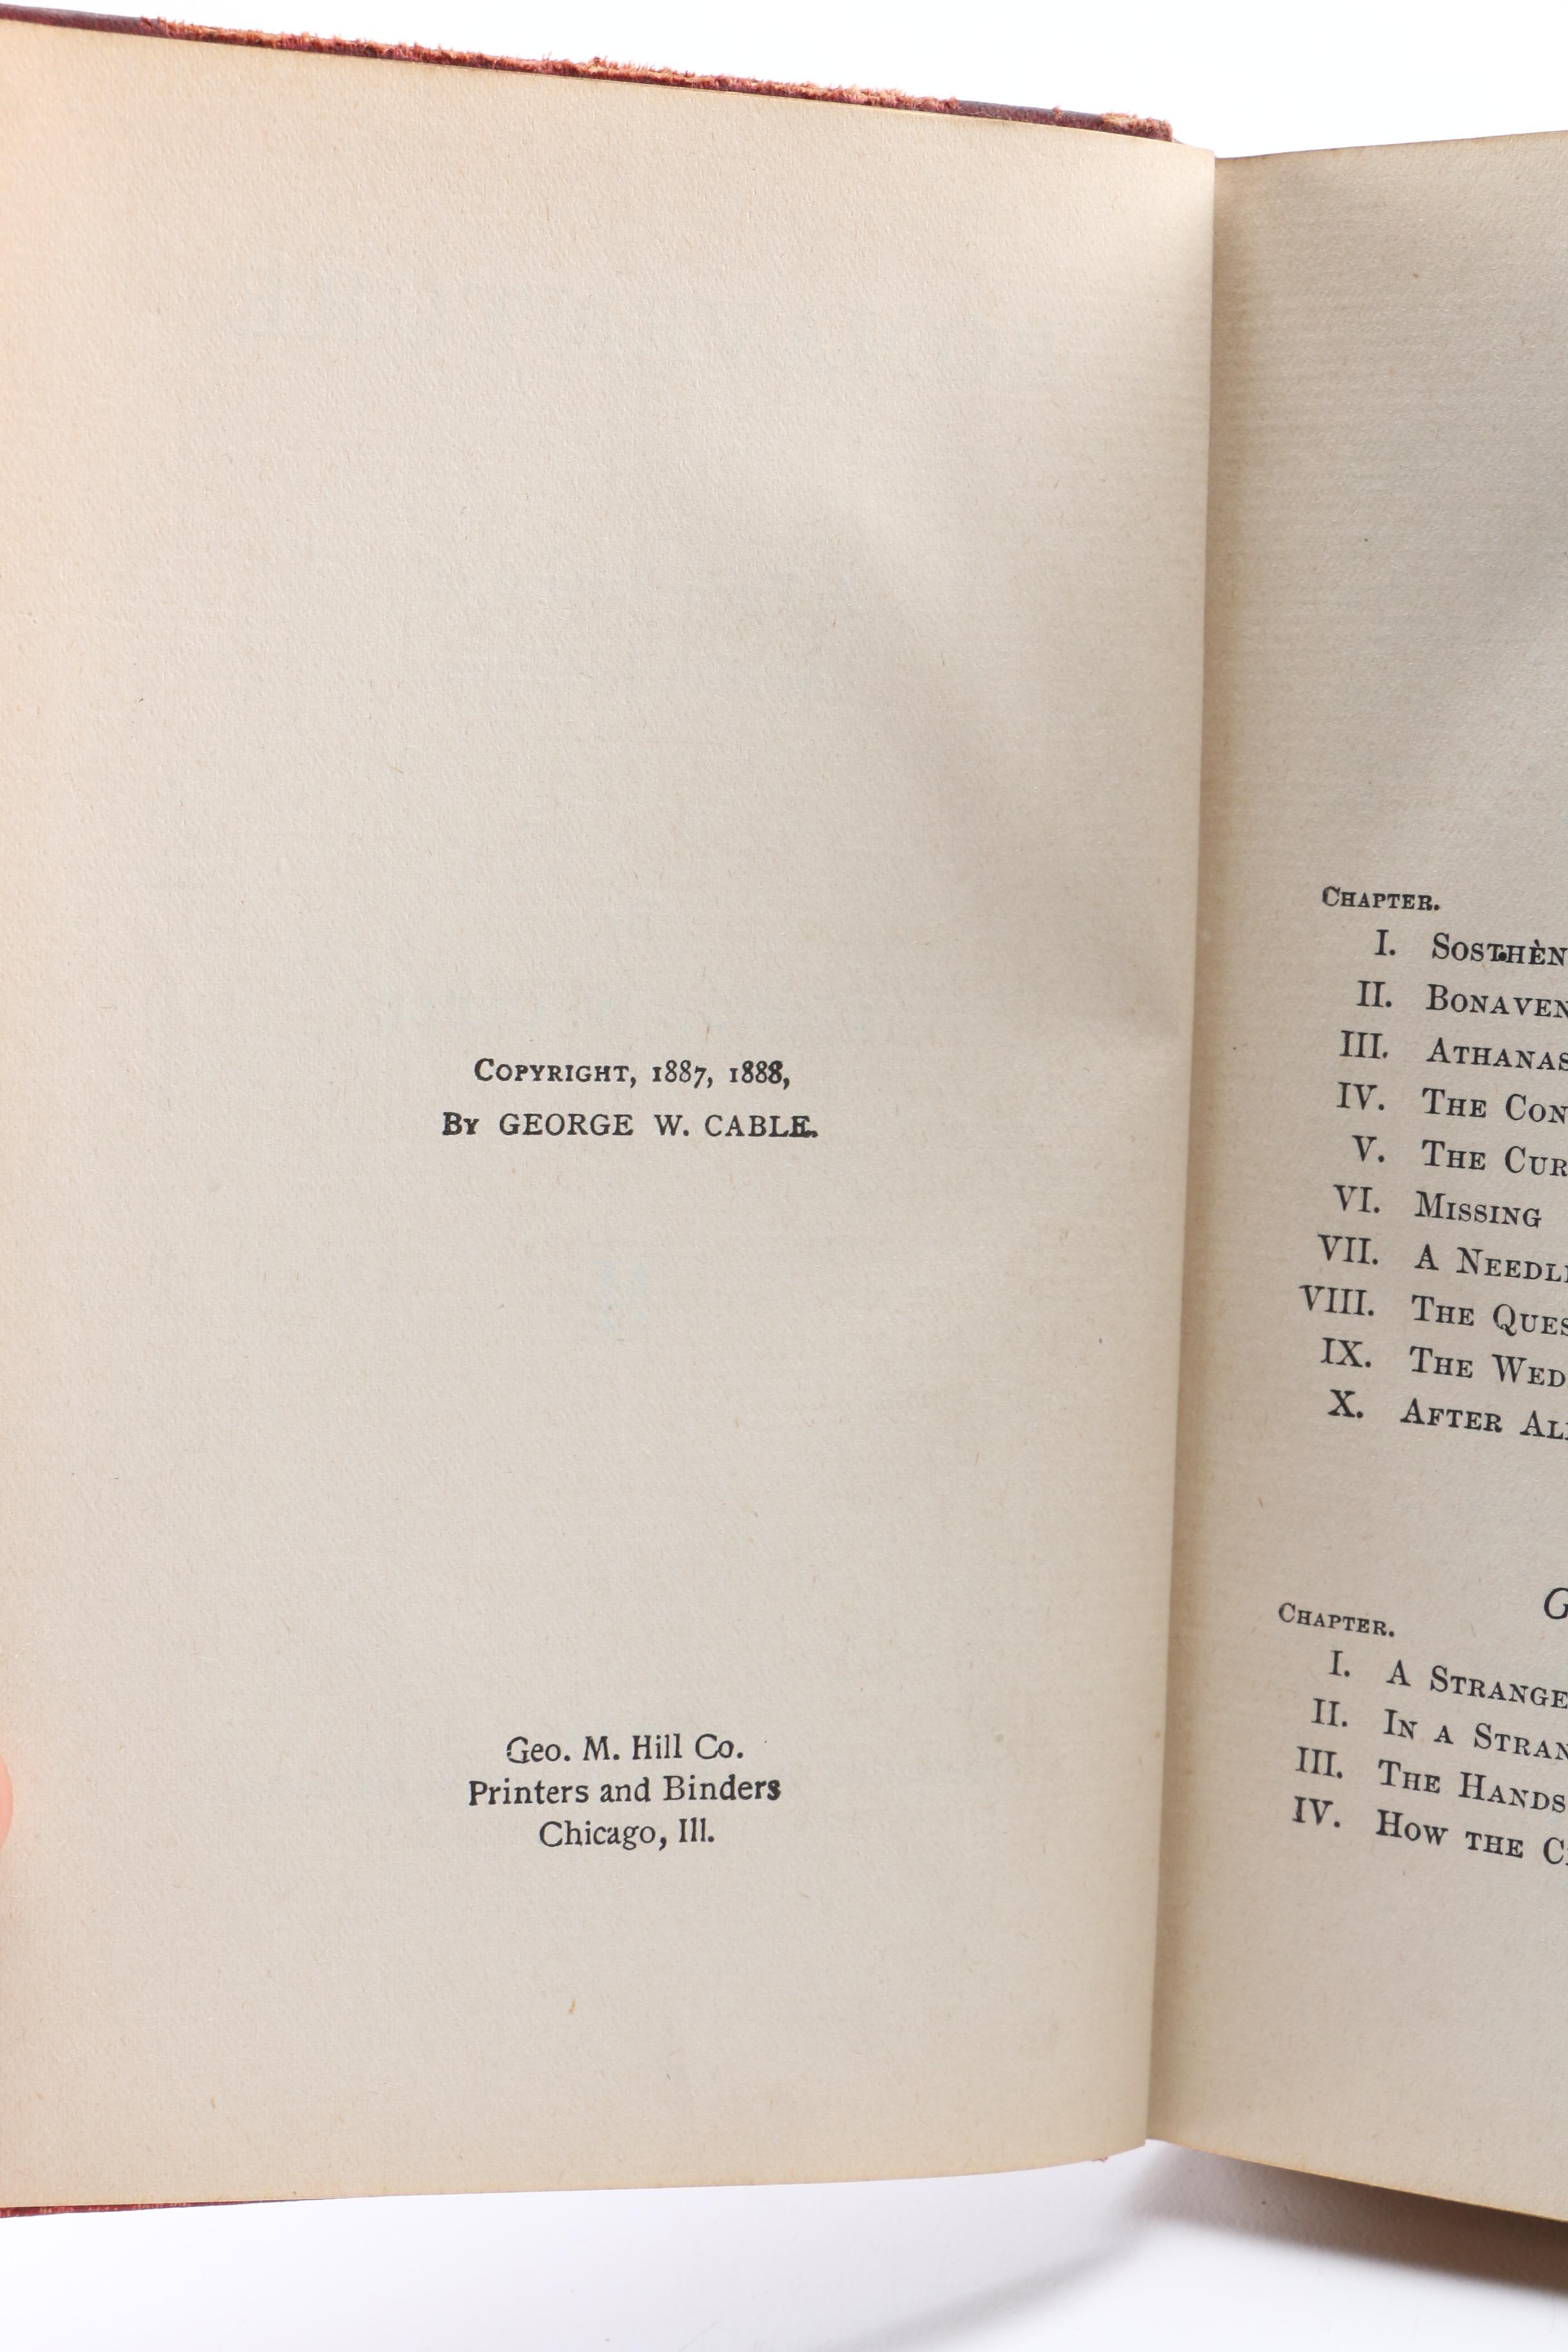 Copyright, 1887, 1888,
By GEORGE W. CABLE.
Geo. M. Hill Co.
Printers and Binders
Chicago, Ill.
Chapter.
I. Sosthèn
II. Bonaven
III. Athanas
IV. The Con
V. The Cur
VI. Missing
VII. A Needl
VIII. The Ques
IX. The Wed
X. After Al
G
Chapter.
I. A Strange
II. In a Stran
III. The Hands
IV. How the C